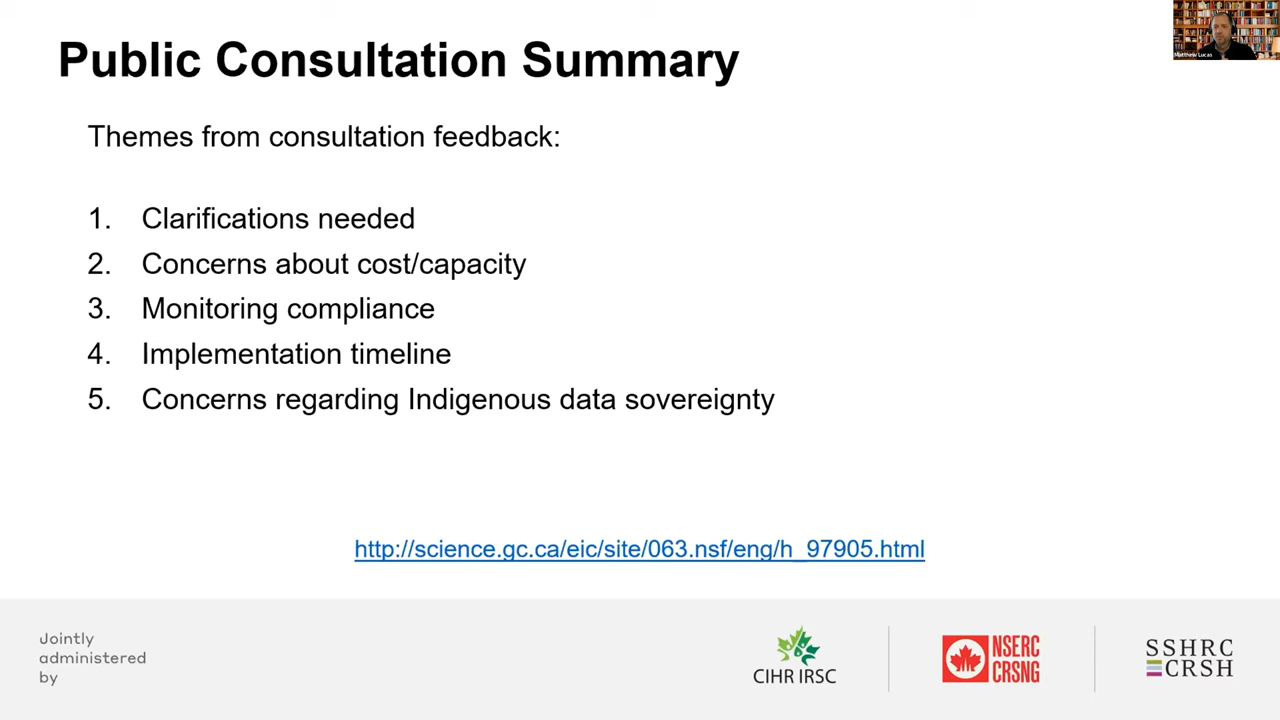 Public Consultation Summary
Matthew Lucas
Themes from consultation feedback:
1. Clarifications needed
2. Concerns about cost/capacity
3. Monitoring compliance
4. Implementation timeline
5. Concerns regarding Indigenous data sovereignty
http://science.gc.ca/eic/site/063.nsf/eng/h_97905.html
Jointly
administered
by
CIHR IRSC
NSERC
CRSNG
SSHRC
CRSH